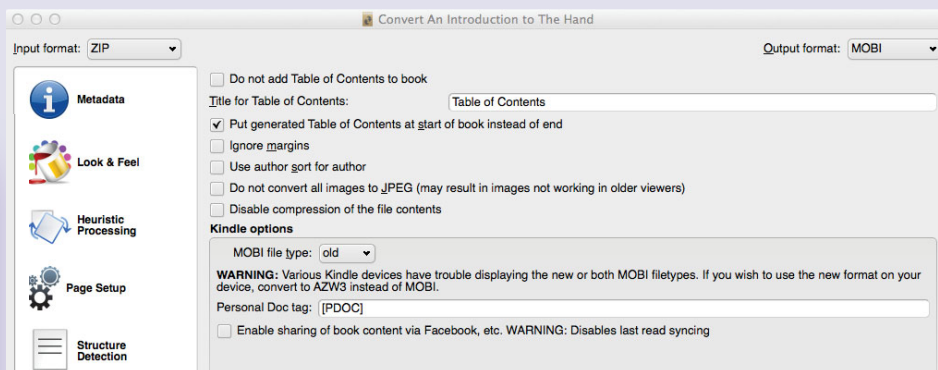 Convert An Introduction to The Hand
Input format: ZIP
Output format: MOBI
Metadata
Look & Feel
Heuristic
Processing
Page Setup
Structure
Detection
Do not add Table of Contents to book
Title for Table of Contents: Table of Contents
Put generated Table of Contents at start of book instead of end
Ignore margins
Use author sort for author
Do not convert all images to JPEG (may result in images not working in older viewers)
Disable compression of the file contents
Kindle options
MOBI file type: old
WARNING: Various Kindle devices have trouble displaying the new or both MOBI filetypes. If you wish to use the new format on your
device, convert to AZW3 instead of MOBI.
Personal Doc tag: [PDOC]
Enable sharing of book content via Facebook, etc. WARNING: Disables last read syncing